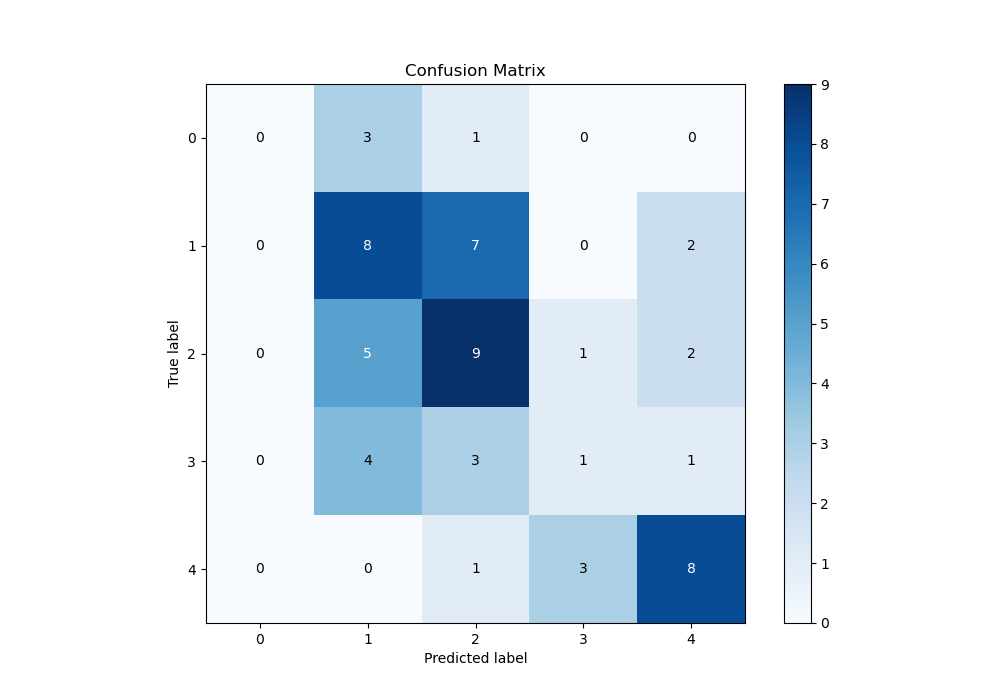 Confusion Matrix
True label
0 0 3 1 0 0
1 0 8 7 0 2
2 0 5 9 1 2
3 0 4 3 1 1
4 0 0 1 3 8
0 1 2 3 4
Predicted label
9
8
7
6
5
4
3
2
1
0